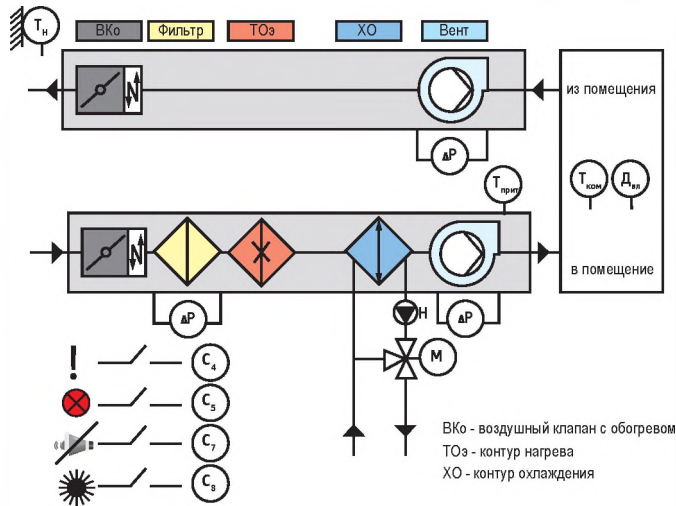 Тн ВКо Фильтр ТОэ ХО Вент
из помещения
ΔP
Тприт
Тком Двл
в помещение
ΔP ΔP
Н
М
! С4
С5
С7
С8
ВКо - воздушный клапан с обогревом
ТОэ - контур нагрева
ХО - контур охлаждения